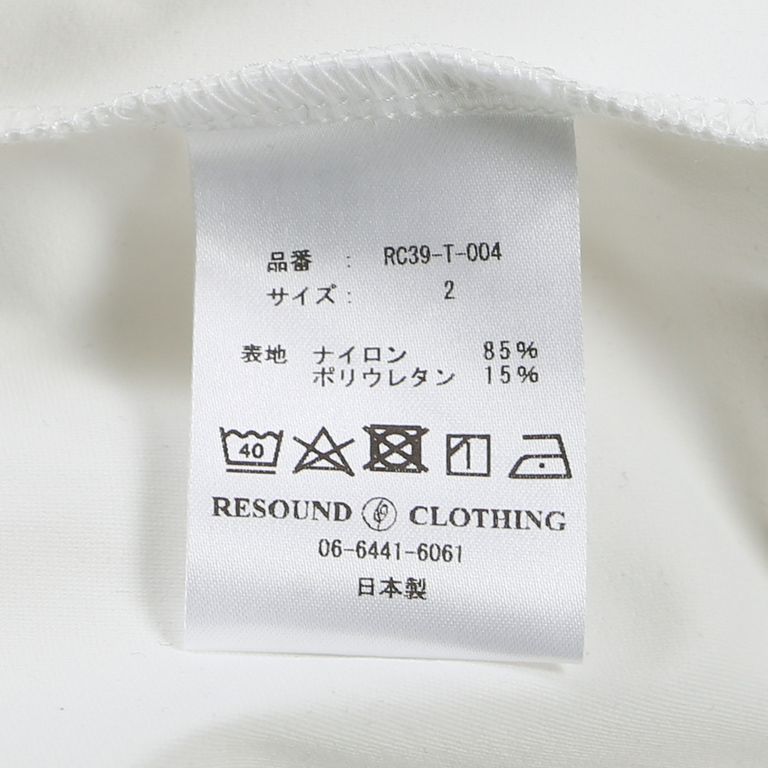 品番 : RC39-T-004
サイズ: 2
表地 ナイロン 85%
ポリウレタン 15%
40
RESOUND CLOTHING
06-6441-6061
日本製